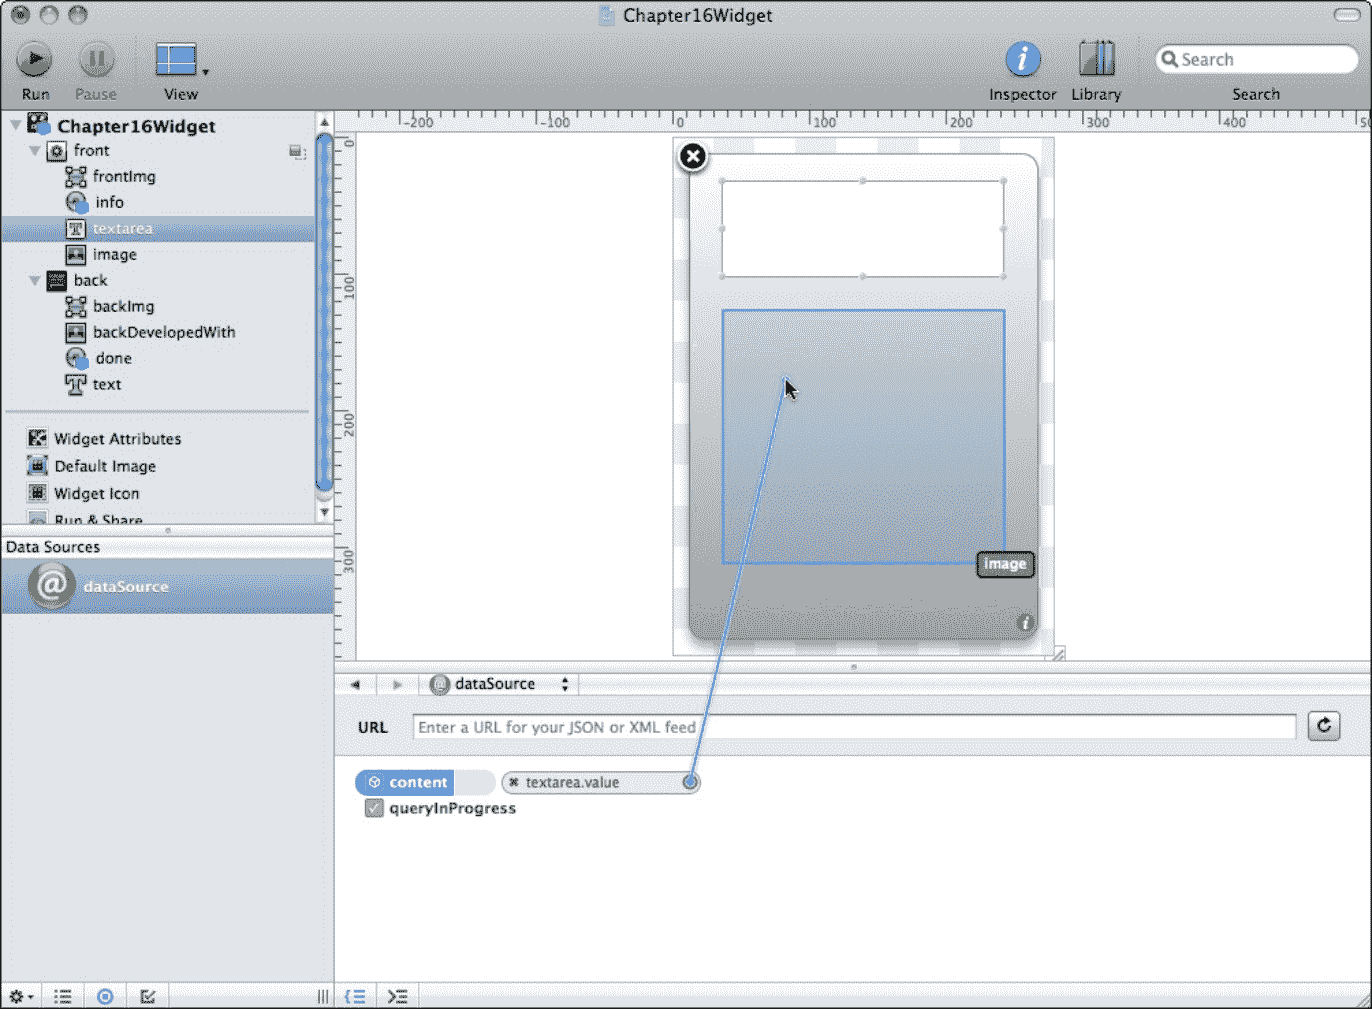 Chapter16Widget
Run
Pause
View
Inspector
Library
Search
Search
Chapter16Widget
front
frontImg
info
textarea
image
back
backImg
backDevelopedWith
done
text
Widget Attributes
Default Image
Widget Icon
Run & Share
Data Sources
@ dataSource
-200 -100 0 100 200 300 400
0
100
200
300
image
i
dataSource
URL Enter a URL for your JSON or XML feed
content textarea.value
queryInProgress